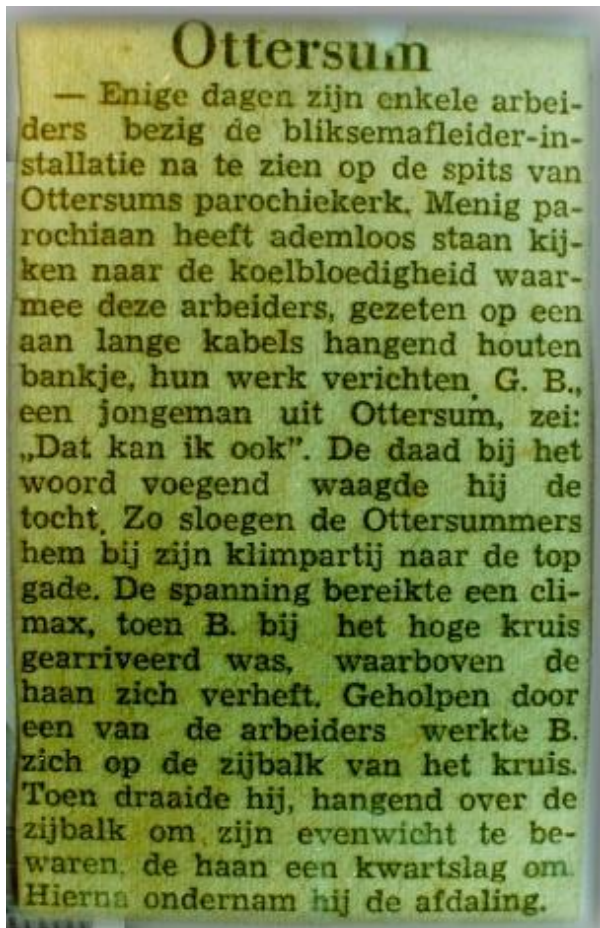 Ottersum
— Enige dagen zijn enkele arbei-
ders bezig de bliksemafleider-in-
stallatie na te zien op de spits van
Ottersums parochiekerk. Menig pa-
rochiaan heeft ademloos staan kij-
ken naar de koelbloedigheid waar-
mee deze arbeiders, gezeten op een
aan lange kabels hangend houten
bankje, hun werk verichten. G. B.,
een jongeman uit Ottersum, zei:
„Dat kan ik ook”. De daad bij het
woord voegend waagde hij de
tocht. Zo sloegen de Ottersummers
hem bij zijn klimpartij naar de top
gade. De spanning bereikte een cli-
max, toen B. bij het hoge kruis
gearriveerd was, waarboven de
haan zich verheft. Geholpen door
een van de arbeiders werkte B.
zich op de zijbalk van het kruis.
Toen draaide hij, hangend over de
zijbalk om zijn evenwicht te be-
waren, de haan een kwartslag om.
Hierna ondernam hij de afdaling.